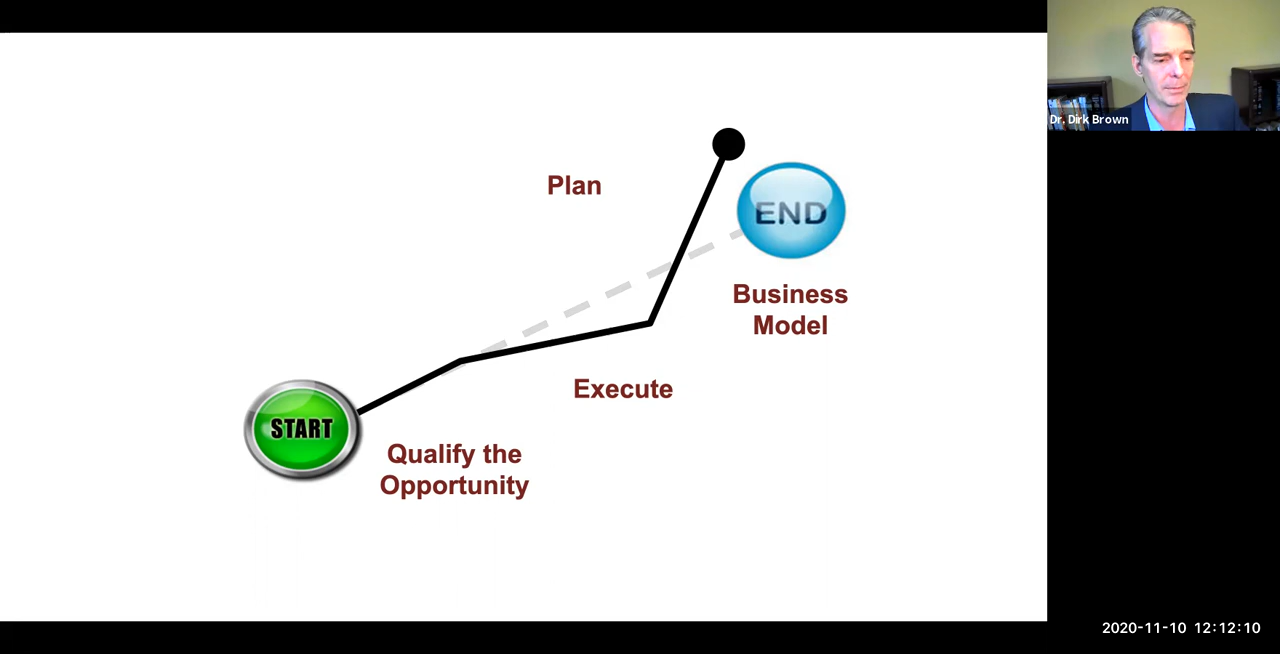 Dr. Dirk Brown
Plan
END
Business
Model
Execute
START
Qualify the
Opportunity
2020-11-10 12:12:10